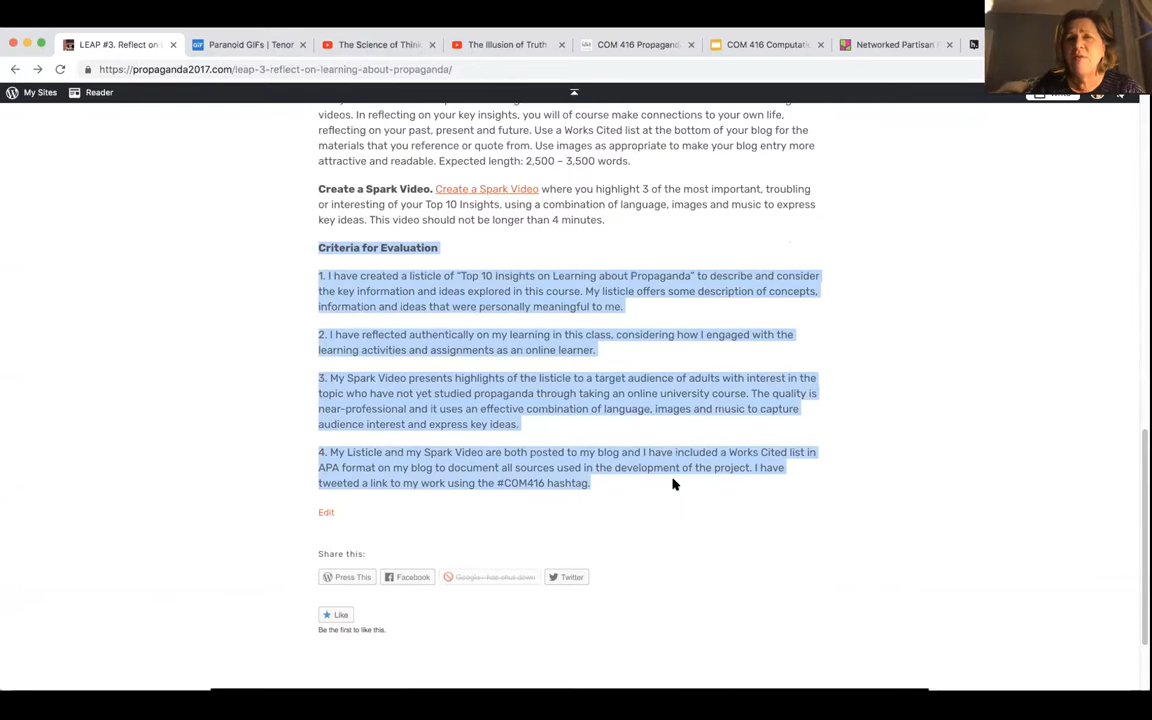 LEAP #3. Reflect on
Paranoid GIFs | Tenor
The Science of Think
The Illusion of Truth
COM 416 Propagand
COM 416 Computati
Networked Partisan
https://propaganda2017.com/leap-3-reflect-on-learning-about-propaganda/
My Sites Reader
videos. In reflecting on your key insights, you will of course make connections to your own life,
reflecting on your past, present and future. Use a Works Cited list at the bottom of your blog for the
materials that you reference or quote from. Use images as appropriate to make your blog entry more
attractive and readable. Expected length: 2,500 – 3,500 words.
Create a Spark Video. Create a Spark Video where you highlight 3 of the most important, troubling
or interesting of your Top 10 Insights, using a combination of language, images and music to express
key ideas. This video should not be longer than 4 minutes.
Criteria for Evaluation
1. I have created a listicle of "Top 10 insights on Learning about Propaganda" to describe and consider
the key information and ideas explored in this course. My listicle offers some description of concepts,
information and ideas that were personally meaningful to me.
2. I have reflected authentically on my learning in this class, considering how I engaged with the
learning activities and assignments as an online learner.
3. My Spark Video presents highlights of the listicle to a target audience of adults with interest in the
topic who have not yet studied propaganda through taking an online university course. The quality is
near-professional and it uses an effective combination of language, images and music to capture
audience interest and express key ideas.
4. My Listicle and my Spark Video are both posted to my blog and I have included a Works Cited list in
APA format on my blog to document all sources used in the development of the project. I have
tweeted a link to my work using the #COM416 hashtag.
Edit
Share this:
Press This Facebook Google+ has shut down Twitter
Like
Be the first to like this.